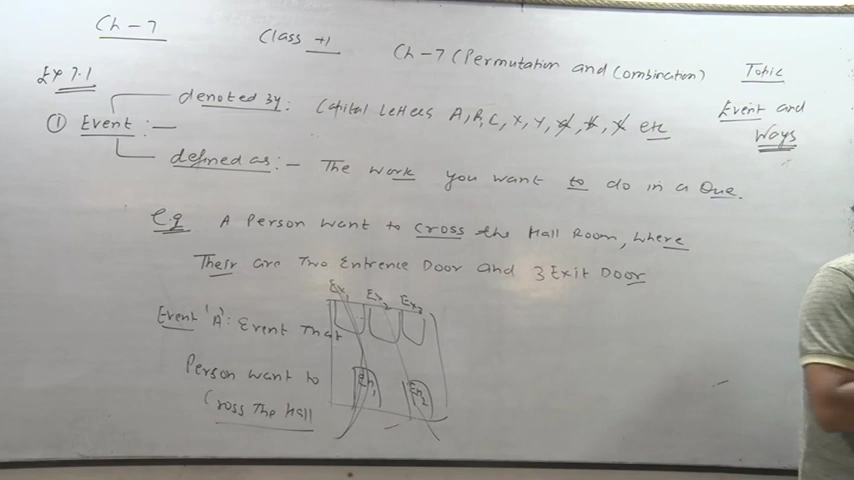 Ch-7
Class +1
Ch-7 (Permutation and Combination)
Topic
Event and Ways
Ex 7.1
① Event :—
denoted by : Capital Letters A, B, C, X, Y, etc
defined as :- The work you want to do in a One.
e.g A Person want to cross the Hall Room, where
Their are Two Entrence Door and 3 Exit Door
Ex1 Ex2 Ex3
Event 'A' : Event That
Person want to
Cross The Hall
En1 En2